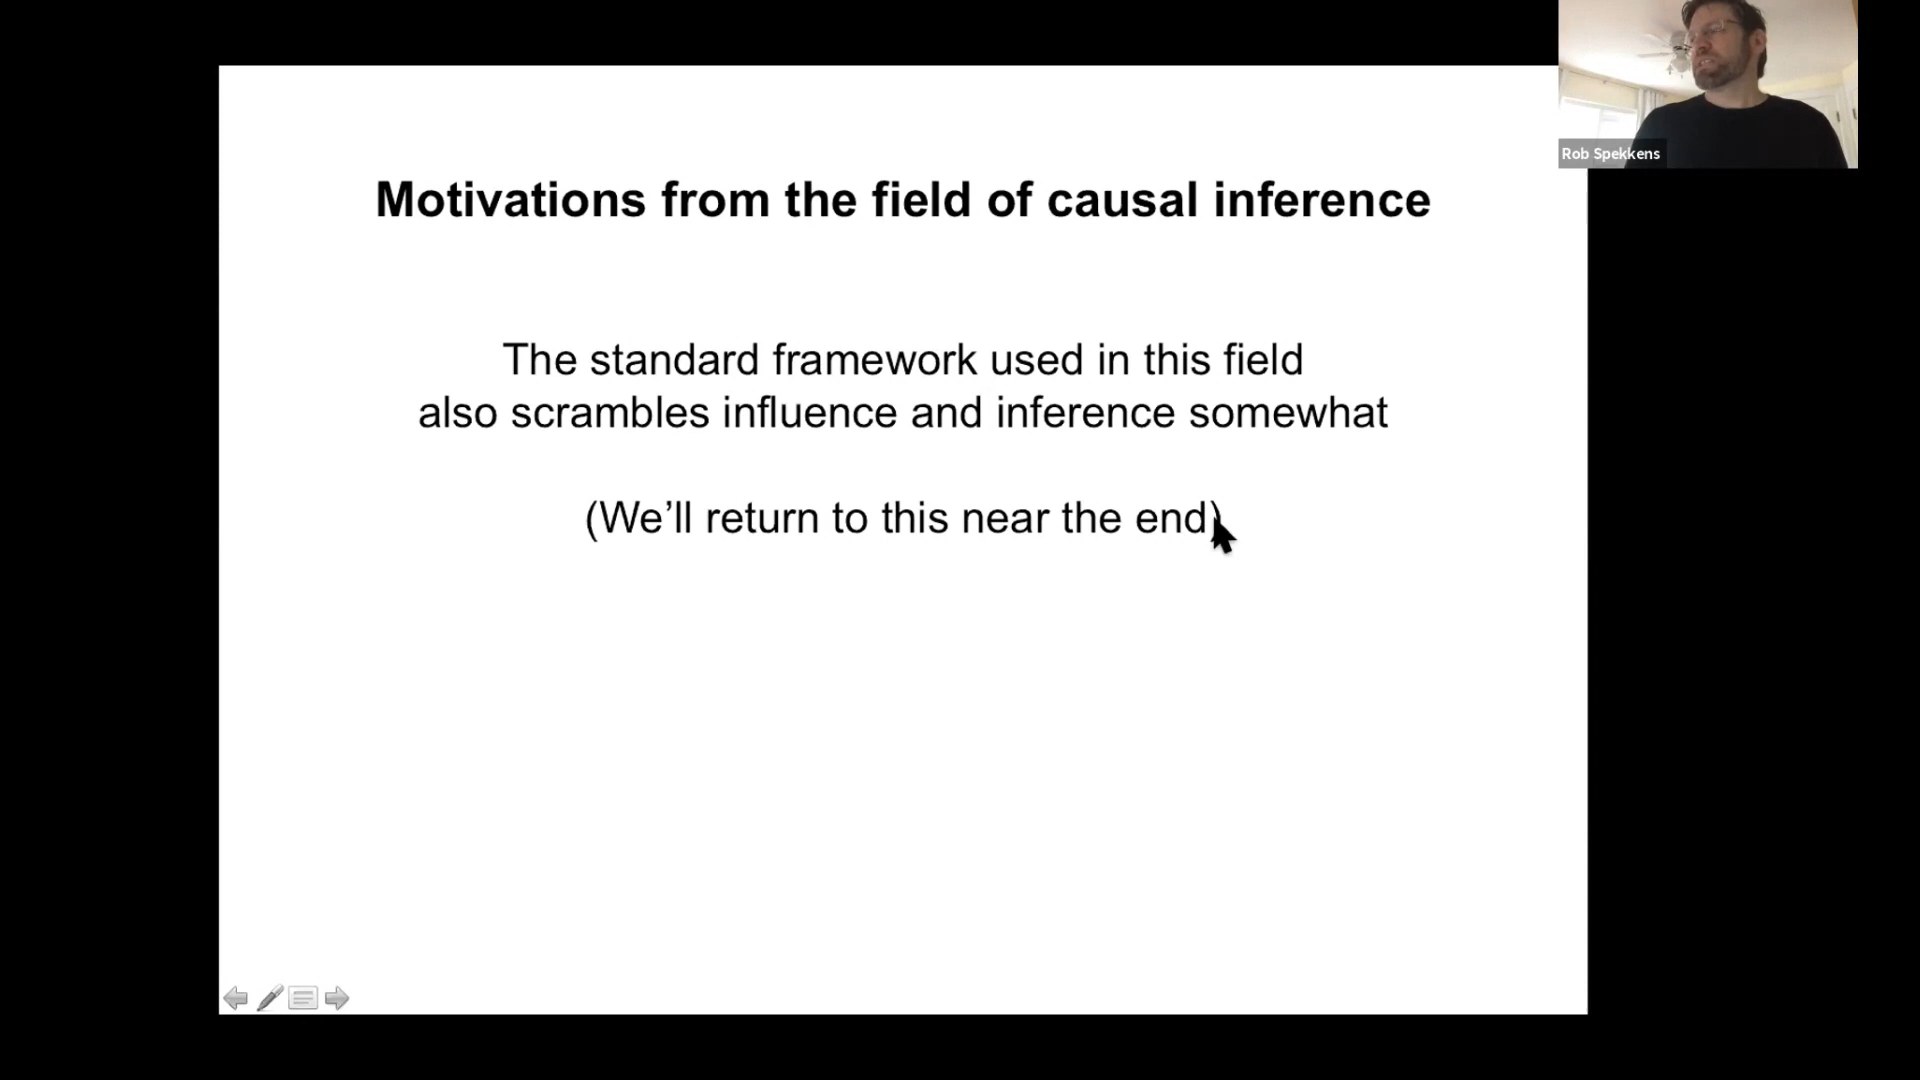 Rob Spekkens
Motivations from the field of causal inference
The standard framework used in this field
also scrambles influence and inference somewhat
(We’ll return to this near the end)